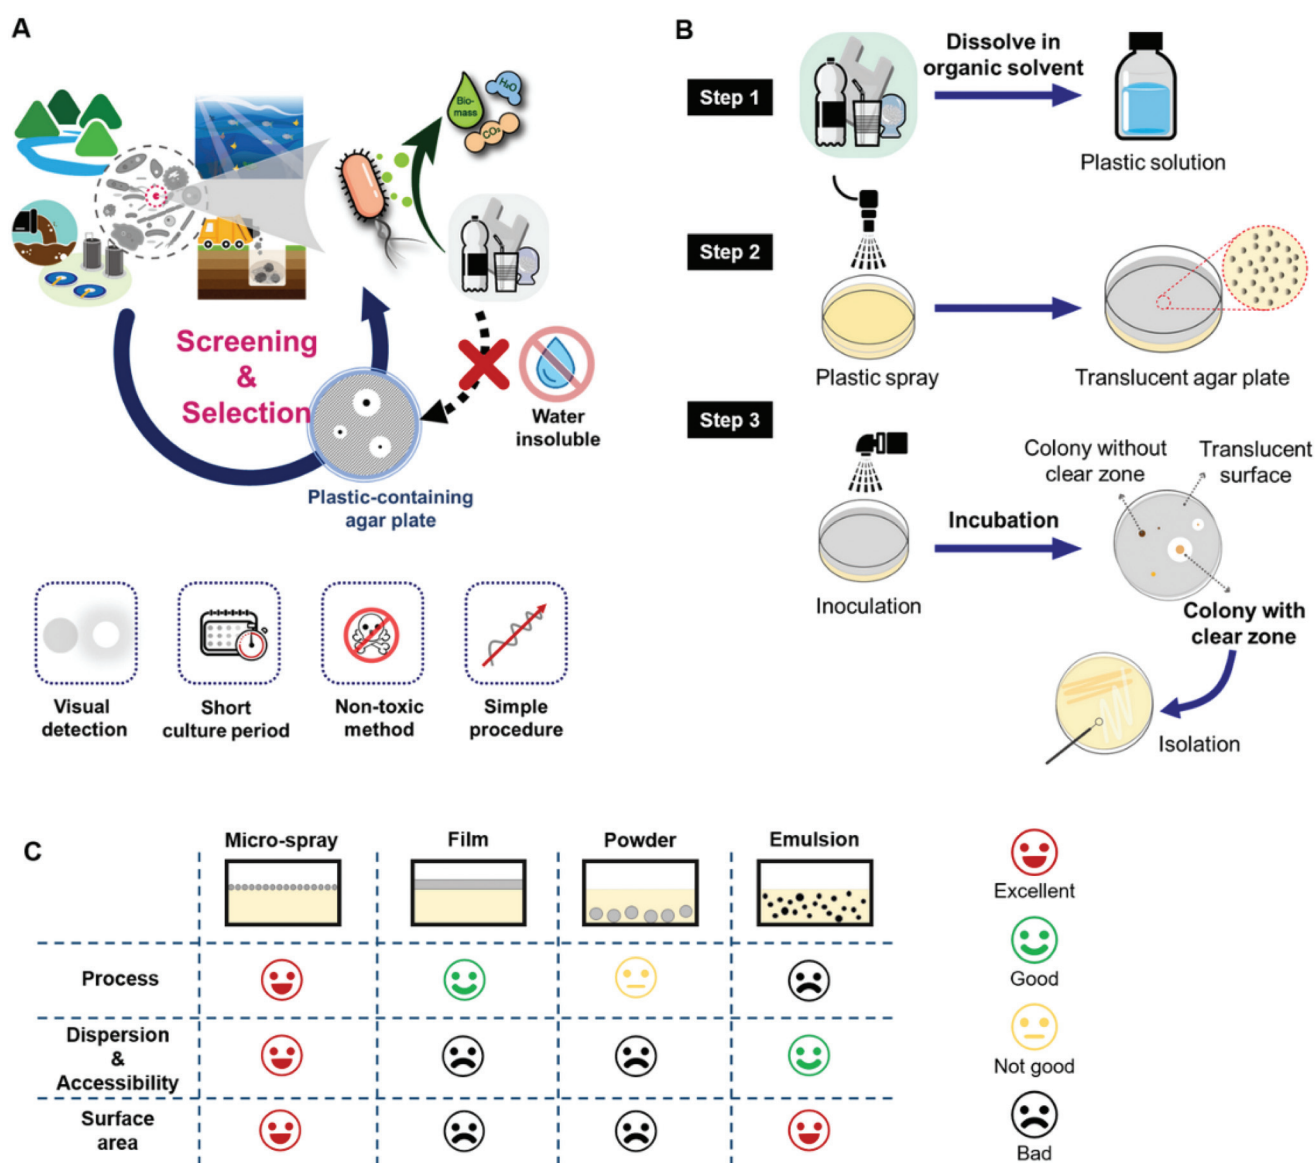 A
Bio-
mass
H₂O
CO₂
Screening
&
Selection
Water
insoluble
Plastic-containing
agar plate
Visual
detection
Short
culture period
Non-toxic
method
Simple
procedure
B
Step 1
Dissolve in
organic solvent
Plastic solution
Step 2
Plastic spray
Translucent agar plate
Step 3
Inoculation
Incubation
Colony without
clear zone
Translucent
surface
Colony with
clear zone
Isolation
C
Micro-spray
Film
Powder
Emulsion
Process
Dispersion
&
Accessibility
Surface
area
Excellent
Good
Not good
Bad